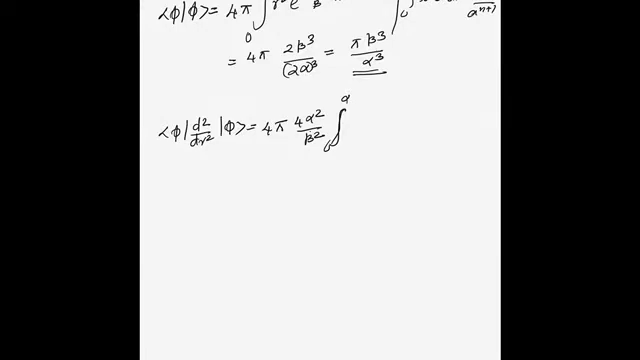 <φ|φ> = 4π ∫ r² e
0
= 4π 2β³/(2α)³ = πβ³/α³
<φ|d²/dr²|φ> = 4π 4α²/β² ∫